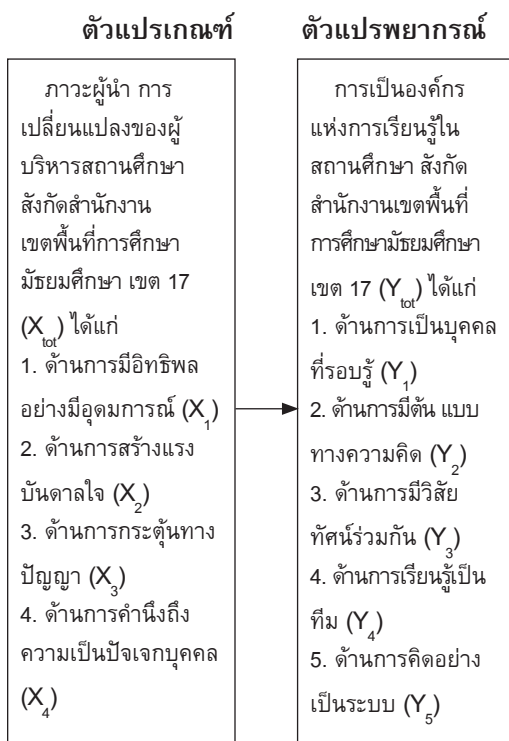 ตัวแปรเกณฑ์
ภาวะผู้นำ การ
เปลี่ยนแปลงของผู้
บริหารสถานศึกษา
สังกัดสำนักงาน
เขตพื้นที่การศึกษา
มัธยมศึกษา เขต 17
(Xtot) ได้แก่
1. ด้านการมีอิทธิพล
อย่างมีอุดมการณ์ (X1)
2. ด้านการสร้างแรง
บันดาลใจ (X2)
3. ด้านการกระตุ้นทาง
ปัญญา (X3)
4. ด้านการคำนึงถึง
ความเป็นปัจเจกบุคคล
(X4)
ตัวแปรพยากรณ์
การเป็นองค์กร
แห่งการเรียนรู้ใน
สถานศึกษา สังกัด
สำนักงานเขตพื้นที่
การศึกษามัธยมศึกษา
เขต 17 (Ytot) ได้แก่
1. ด้านการเป็นบุคคล
ที่รอบรู้ (Y1)
2. ด้านการมีต้น แบบ
ทางความคิด (Y2)
3. ด้านการมีวิสัย
ทัศน์ร่วมกัน (Y3)
4. ด้านการเรียนรู้เป็น
ทีม (Y4)
5. ด้านการคิดอย่าง
เป็นระบบ (Y5)